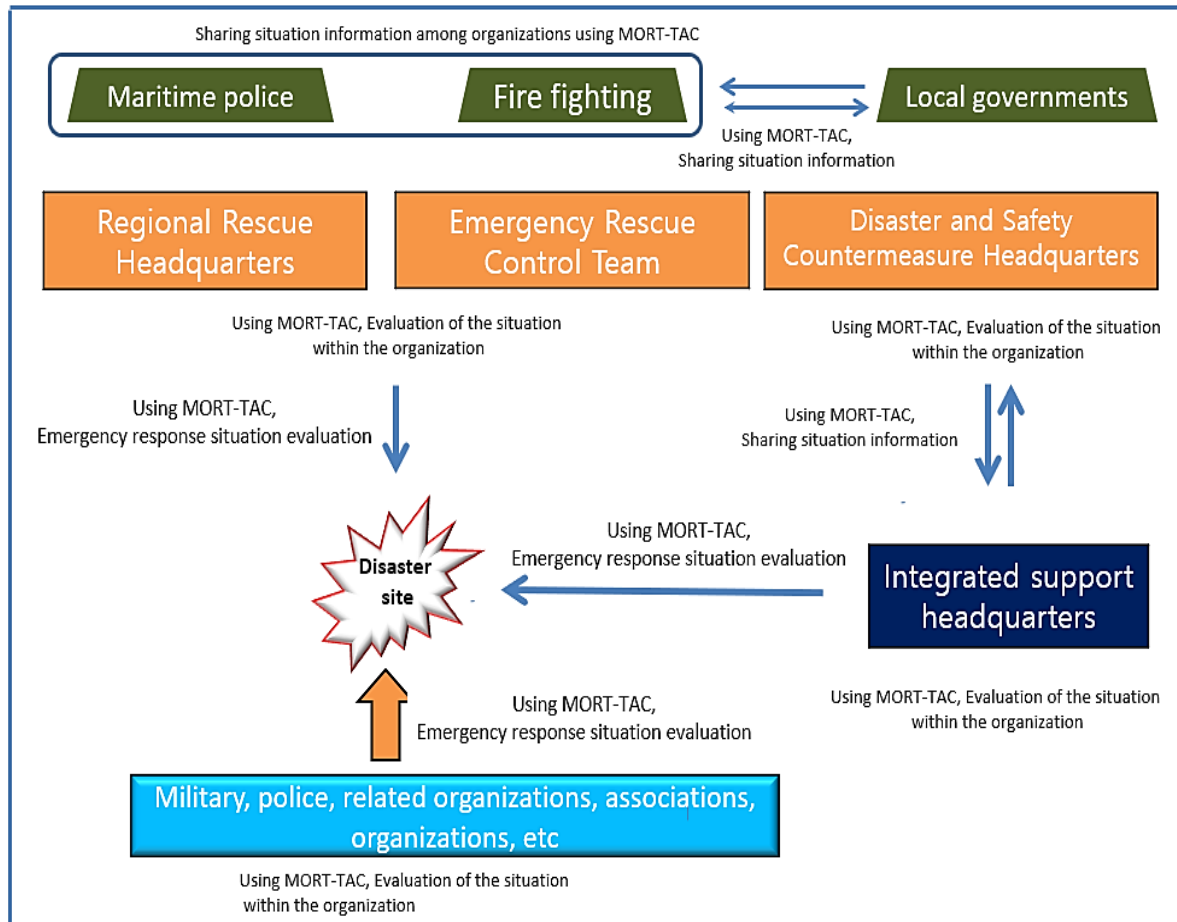 Sharing situation information among organizations using MORT-TAC
Maritime police
Fire fighting
Local governments
Using MORT-TAC,
Sharing situation information
Regional Rescue
Headquarters
Emergency Rescue
Control Team
Disaster and Safety
Countermeasure Headquarters
Using MORT-TAC, Evaluation of the situation
within the organization
Using MORT-TAC, Evaluation of the situation
within the organization
Using MORT-TAC,
Emergency response situation evaluation
Using MORT-TAC,
Sharing situation information
Disaster
site
Using MORT-TAC,
Emergency response situation evaluation
Integrated support
headquarters
Using MORT-TAC,
Emergency response situation evaluation
Using MORT-TAC, Evaluation of the situation
within the organization
Military, police, related organizations, associations,
organizations, etc
Using MORT-TAC, Evaluation of the situation
within the organization